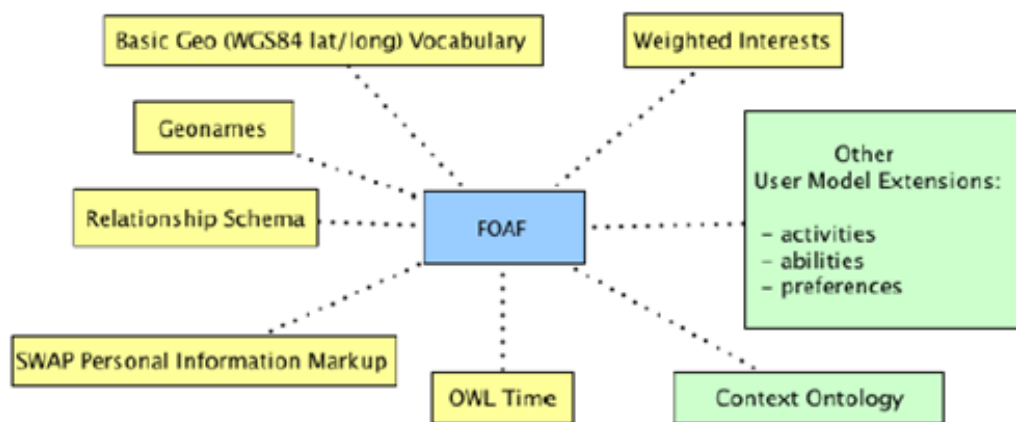 Basic Geo (WGS84 lat/long) Vocabulary
Weighted Interests
Geonames
Other
User Model Extensions:
- activities
- abilities
- preferences
Relationship Schema
FOAF
SWAP Personal Information Markup
OWL Time
Context Ontology